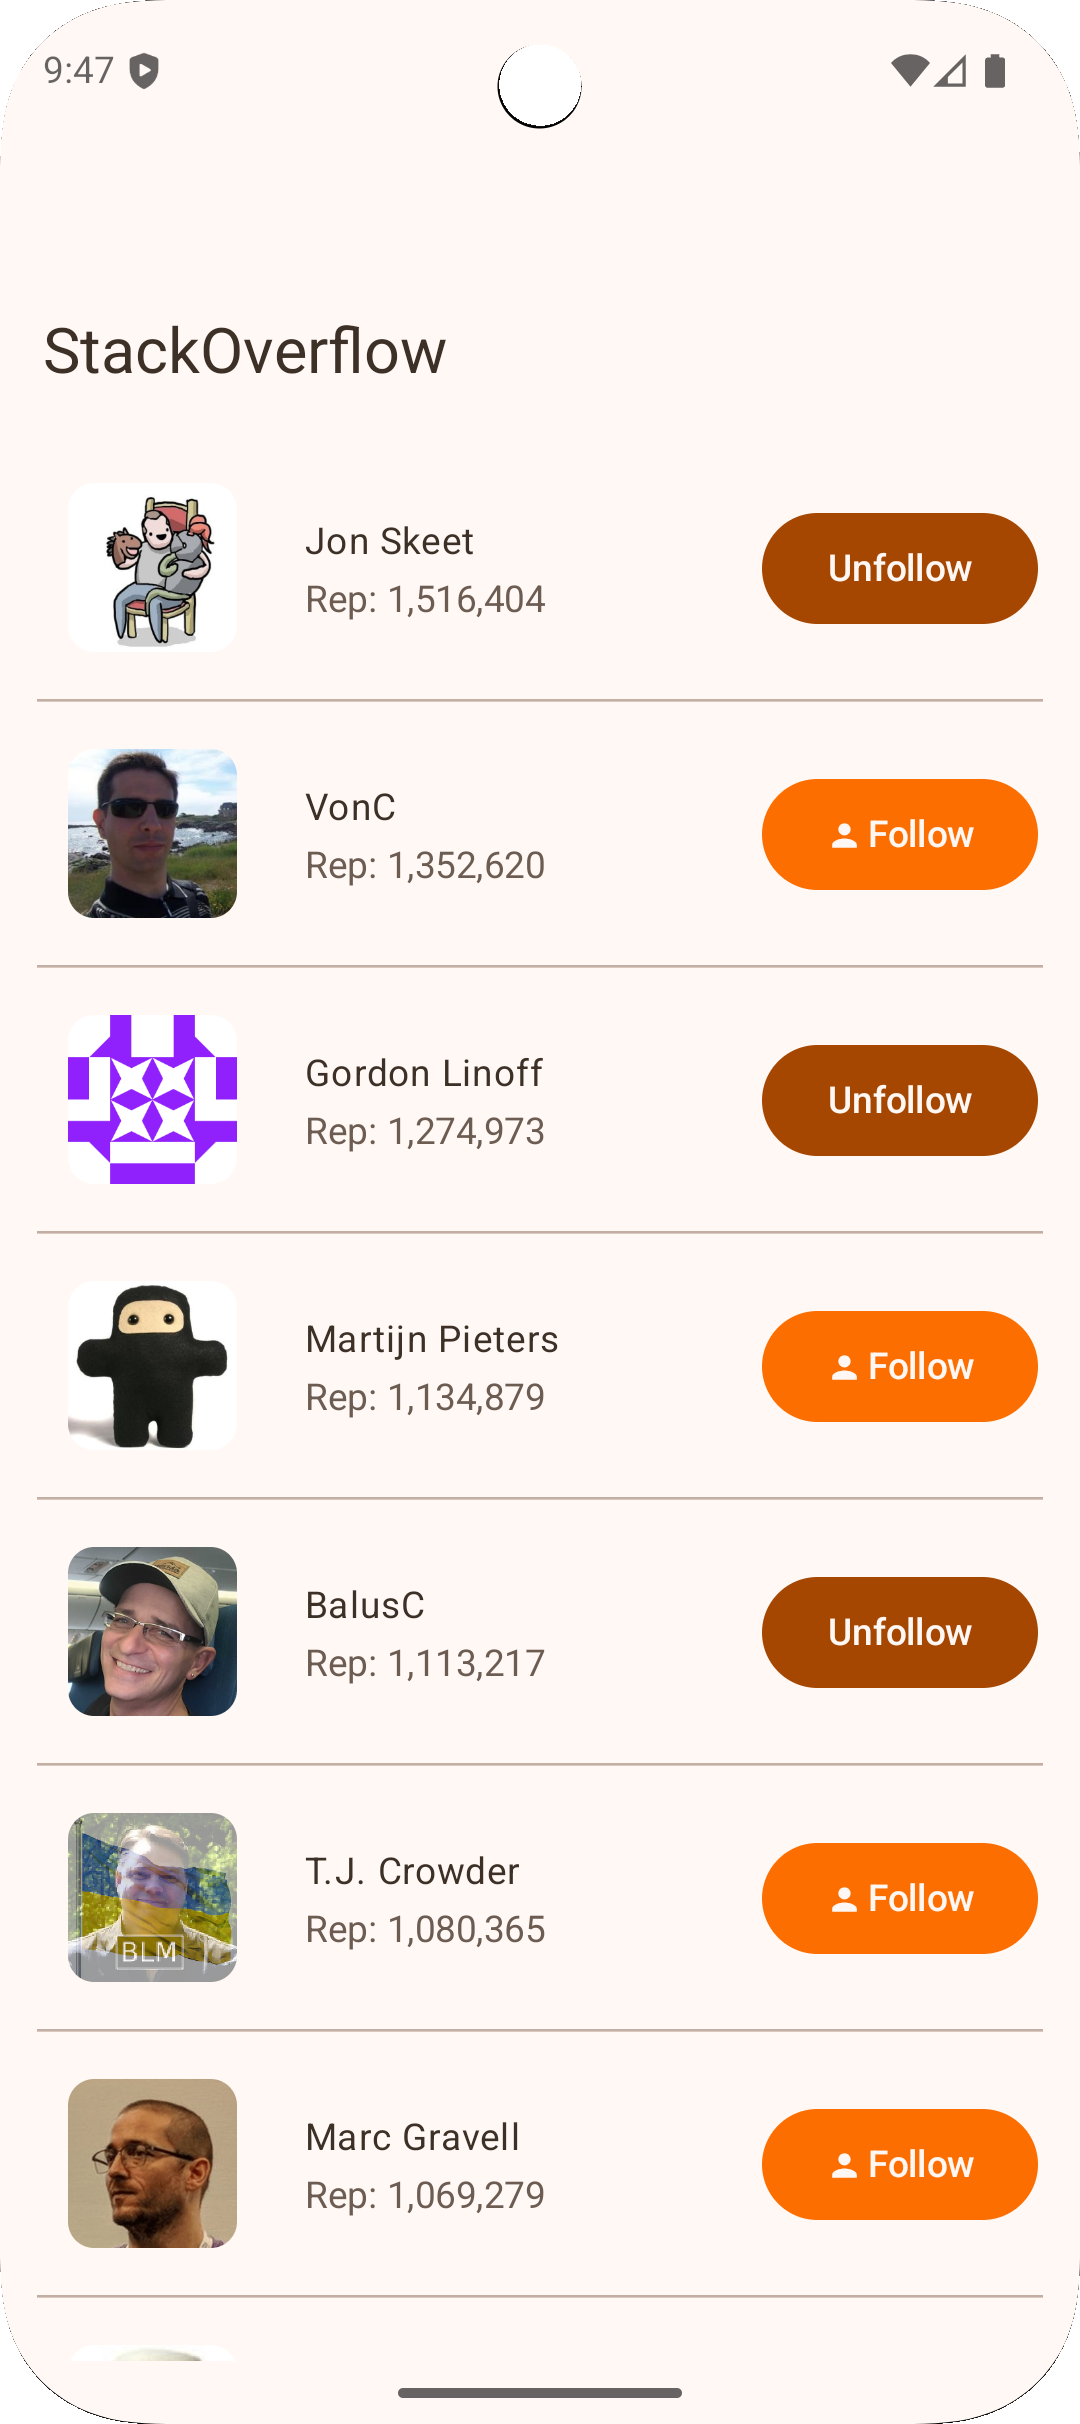 9:47
StackOverflow
Jon Skeet
Rep: 1,516,404
Unfollow
VonC
Rep: 1,352,620
Follow
Gordon Linoff
Rep: 1,274,973
Unfollow
Martijn Pieters
Rep: 1,134,879
Follow
BalusC
Rep: 1,113,217
Unfollow
T.J. Crowder
Rep: 1,080,365
Follow
BLM
Marc Gravell
Rep: 1,069,279
Follow